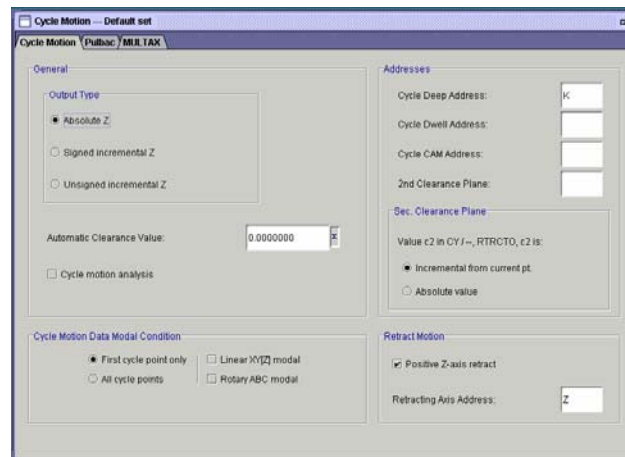 Cycle Motion --- Default set
Cycle Motion Pulbac MULTAX
General
Output Type
Absolute Z
Signed incremental Z
Unsigned incremental Z
Automatic Clearance Value:
0.0000000
Cycle motion analysis
Addresses
Cycle Deep Address:
K
Cycle Dwell Address:
Cycle CAM Address:
2nd Clearance Plane:
Sec. Clearance Plane
Value c2 in CY / --, RTRCTO, c2 is:
Incremental from current pt.
Absolute value
Cycle Motion Data Modal Condition
First cycle point only
Linear XY[Z] modal
All cycle points
Rotary ABC modal
Retract Motion
Positive Z-axis retract
Retracting Axis Address:
Z